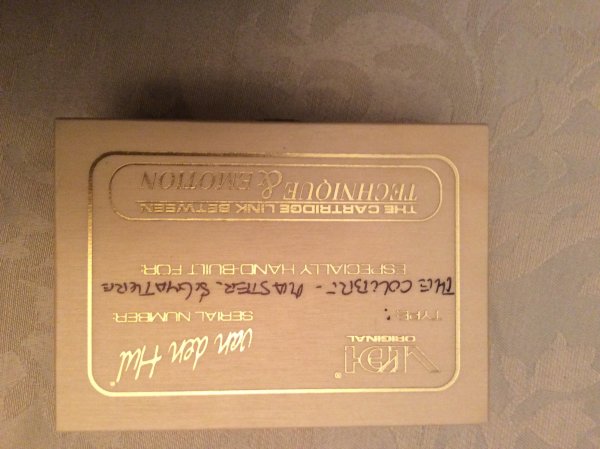 VDH ® van den Hul ®
ORIGINAL
TYPE: SERIAL NUMBER:
THE COLIBRI - MASTER SIGNATURE
ESPECIALLY HAND-BUILT FOR:
THE CARTRIDGE LINK BETWEEN
TECHNIQUE & EMOTION